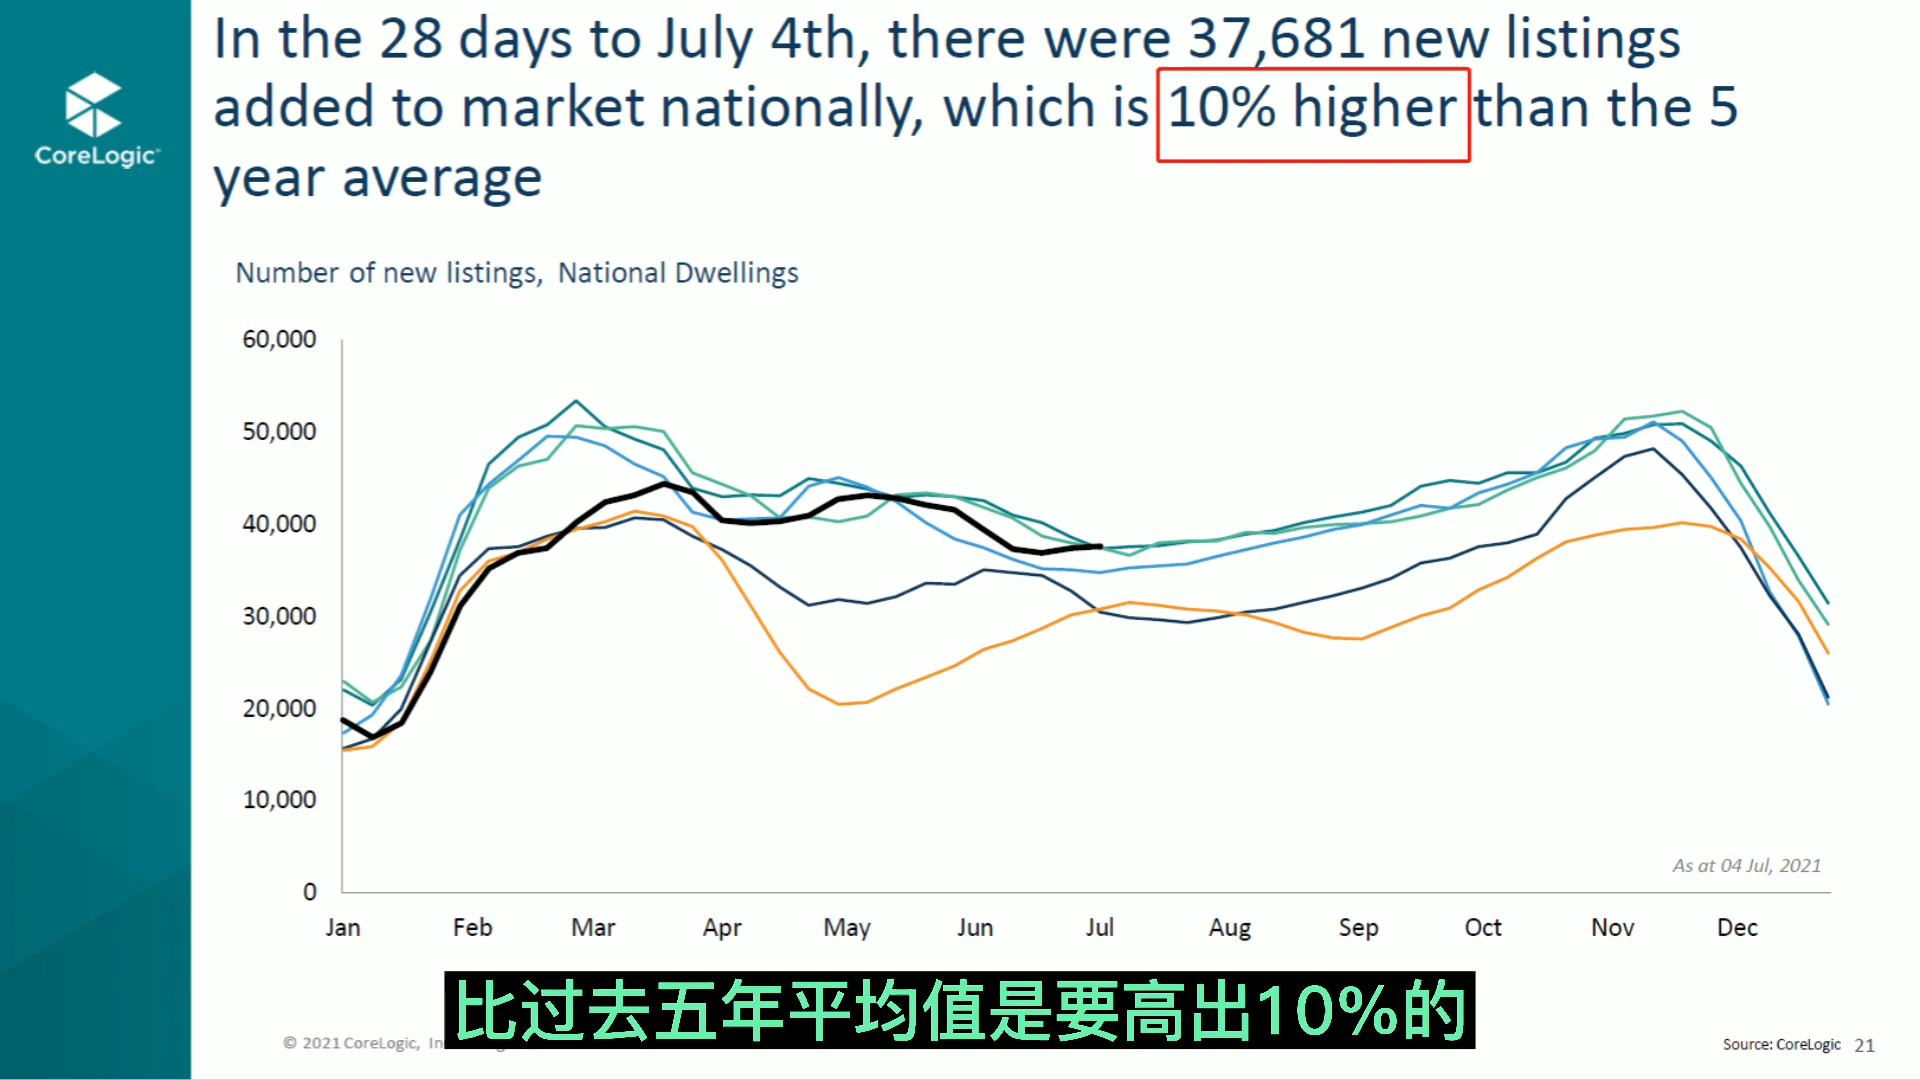 In the 28 days to July 4th, there were 37,681 new listings
added to market nationally, which is 10% higher than the 5
year average
CoreLogic
Number of new listings, National Dwellings
60,000
50,000
40,000
30,000
20,000
10,000
0
As at 04 Jul, 2021
Jan Feb Mar Apr May Jun Jul Aug Sep Oct Nov Dec
比过去五年平均值是要高出10%的
© 2021 CoreLogic,
Source: CoreLogic 21